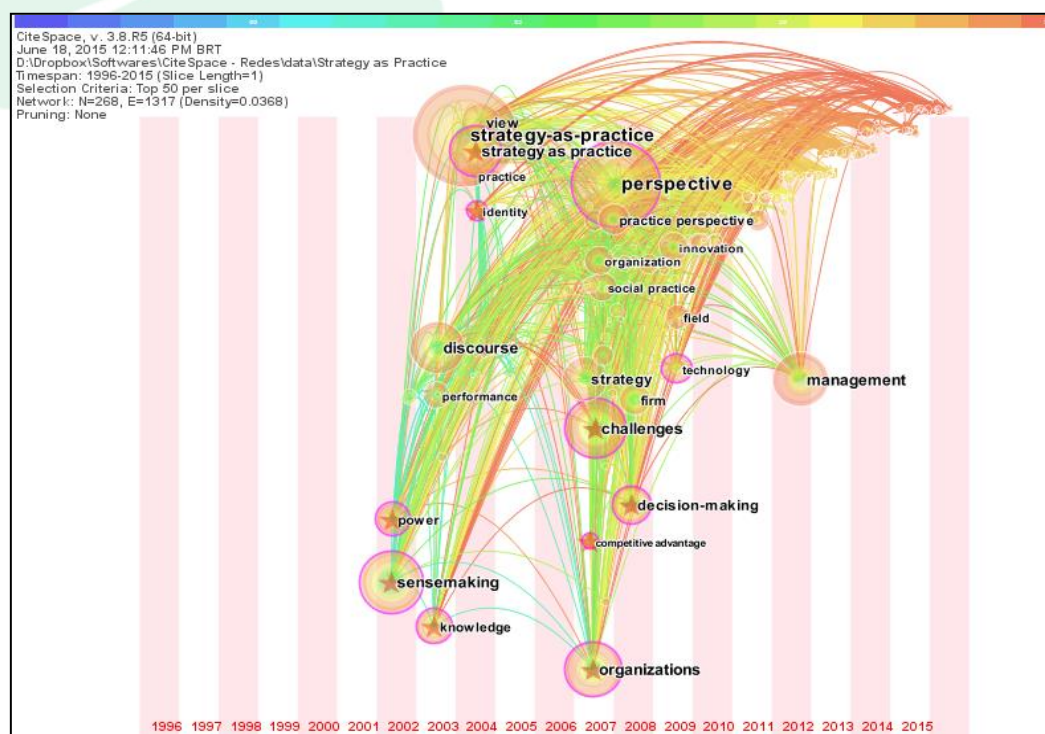 CiteSpace, v. 3.8.R5 (64-bit)
June 18, 2015 12:11:46 PM BRT
D:\Dropbox\Softwares\CiteSpace - Redes\data\Strategy as Practice
Timespan: 1996-2015 (Slice Length=1)
Selection Criteria: Top 50 per slice
Network: N=268, E=1317 (Density=0.0368)
Pruning: None
view
strategy-as-practice
strategy as practice
practice
perspective
identity
practice perspective
innovation
organization
social practice
field
discourse
technology
strategy
management
performance
firm
challenges
decision-making
power
competitive advantage
sensemaking
knowledge
organizations
1996 1997 1998 1999 2000 2001 2002 2003 2004 2005 2006 2007 2008 2009 2010 2011 2012 2013 2014 2015